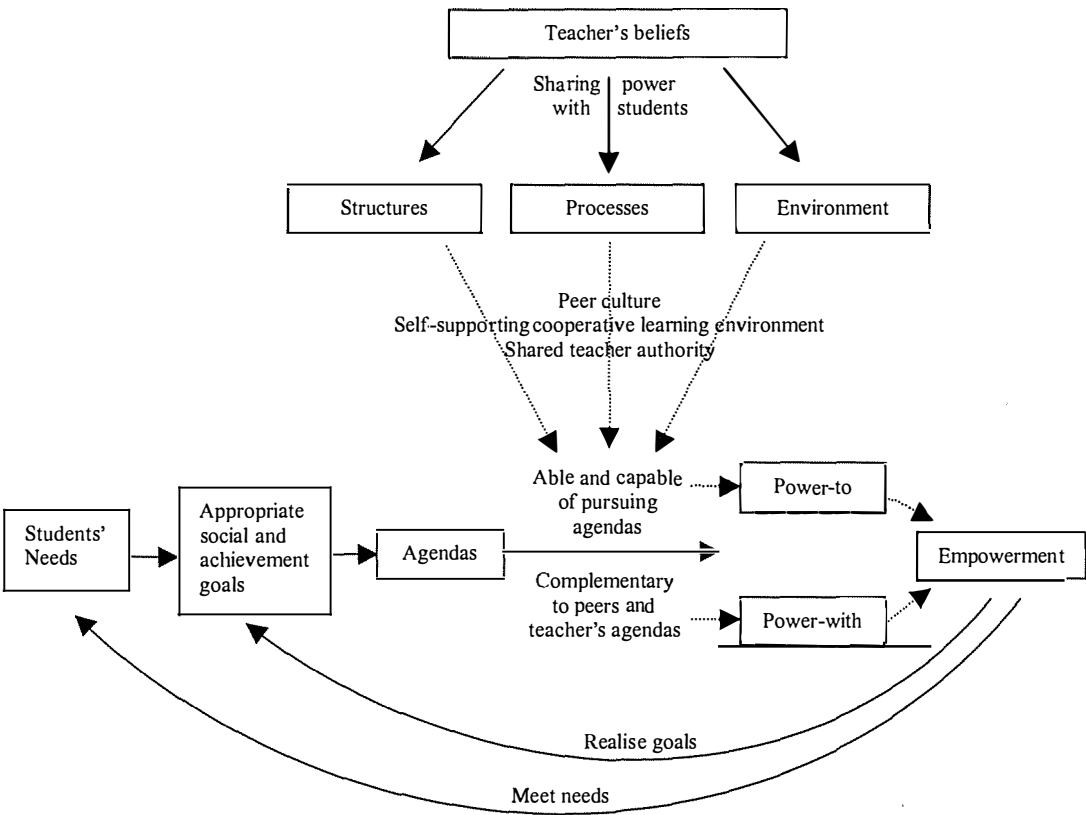 Teacher's beliefs
Sharing power
with students
Structures
Processes
Environment
Peer culture
Self-supporting cooperative learning environment
Shared teacher authority
Students'
Needs
Appropriate
social and
achievement
goals
Agendas
Able and capable
of pursuing
agendas
Complementary
to peers and
teacher's agendas
Power-to
Power-with
Empowerment
Realise goals
Meet needs